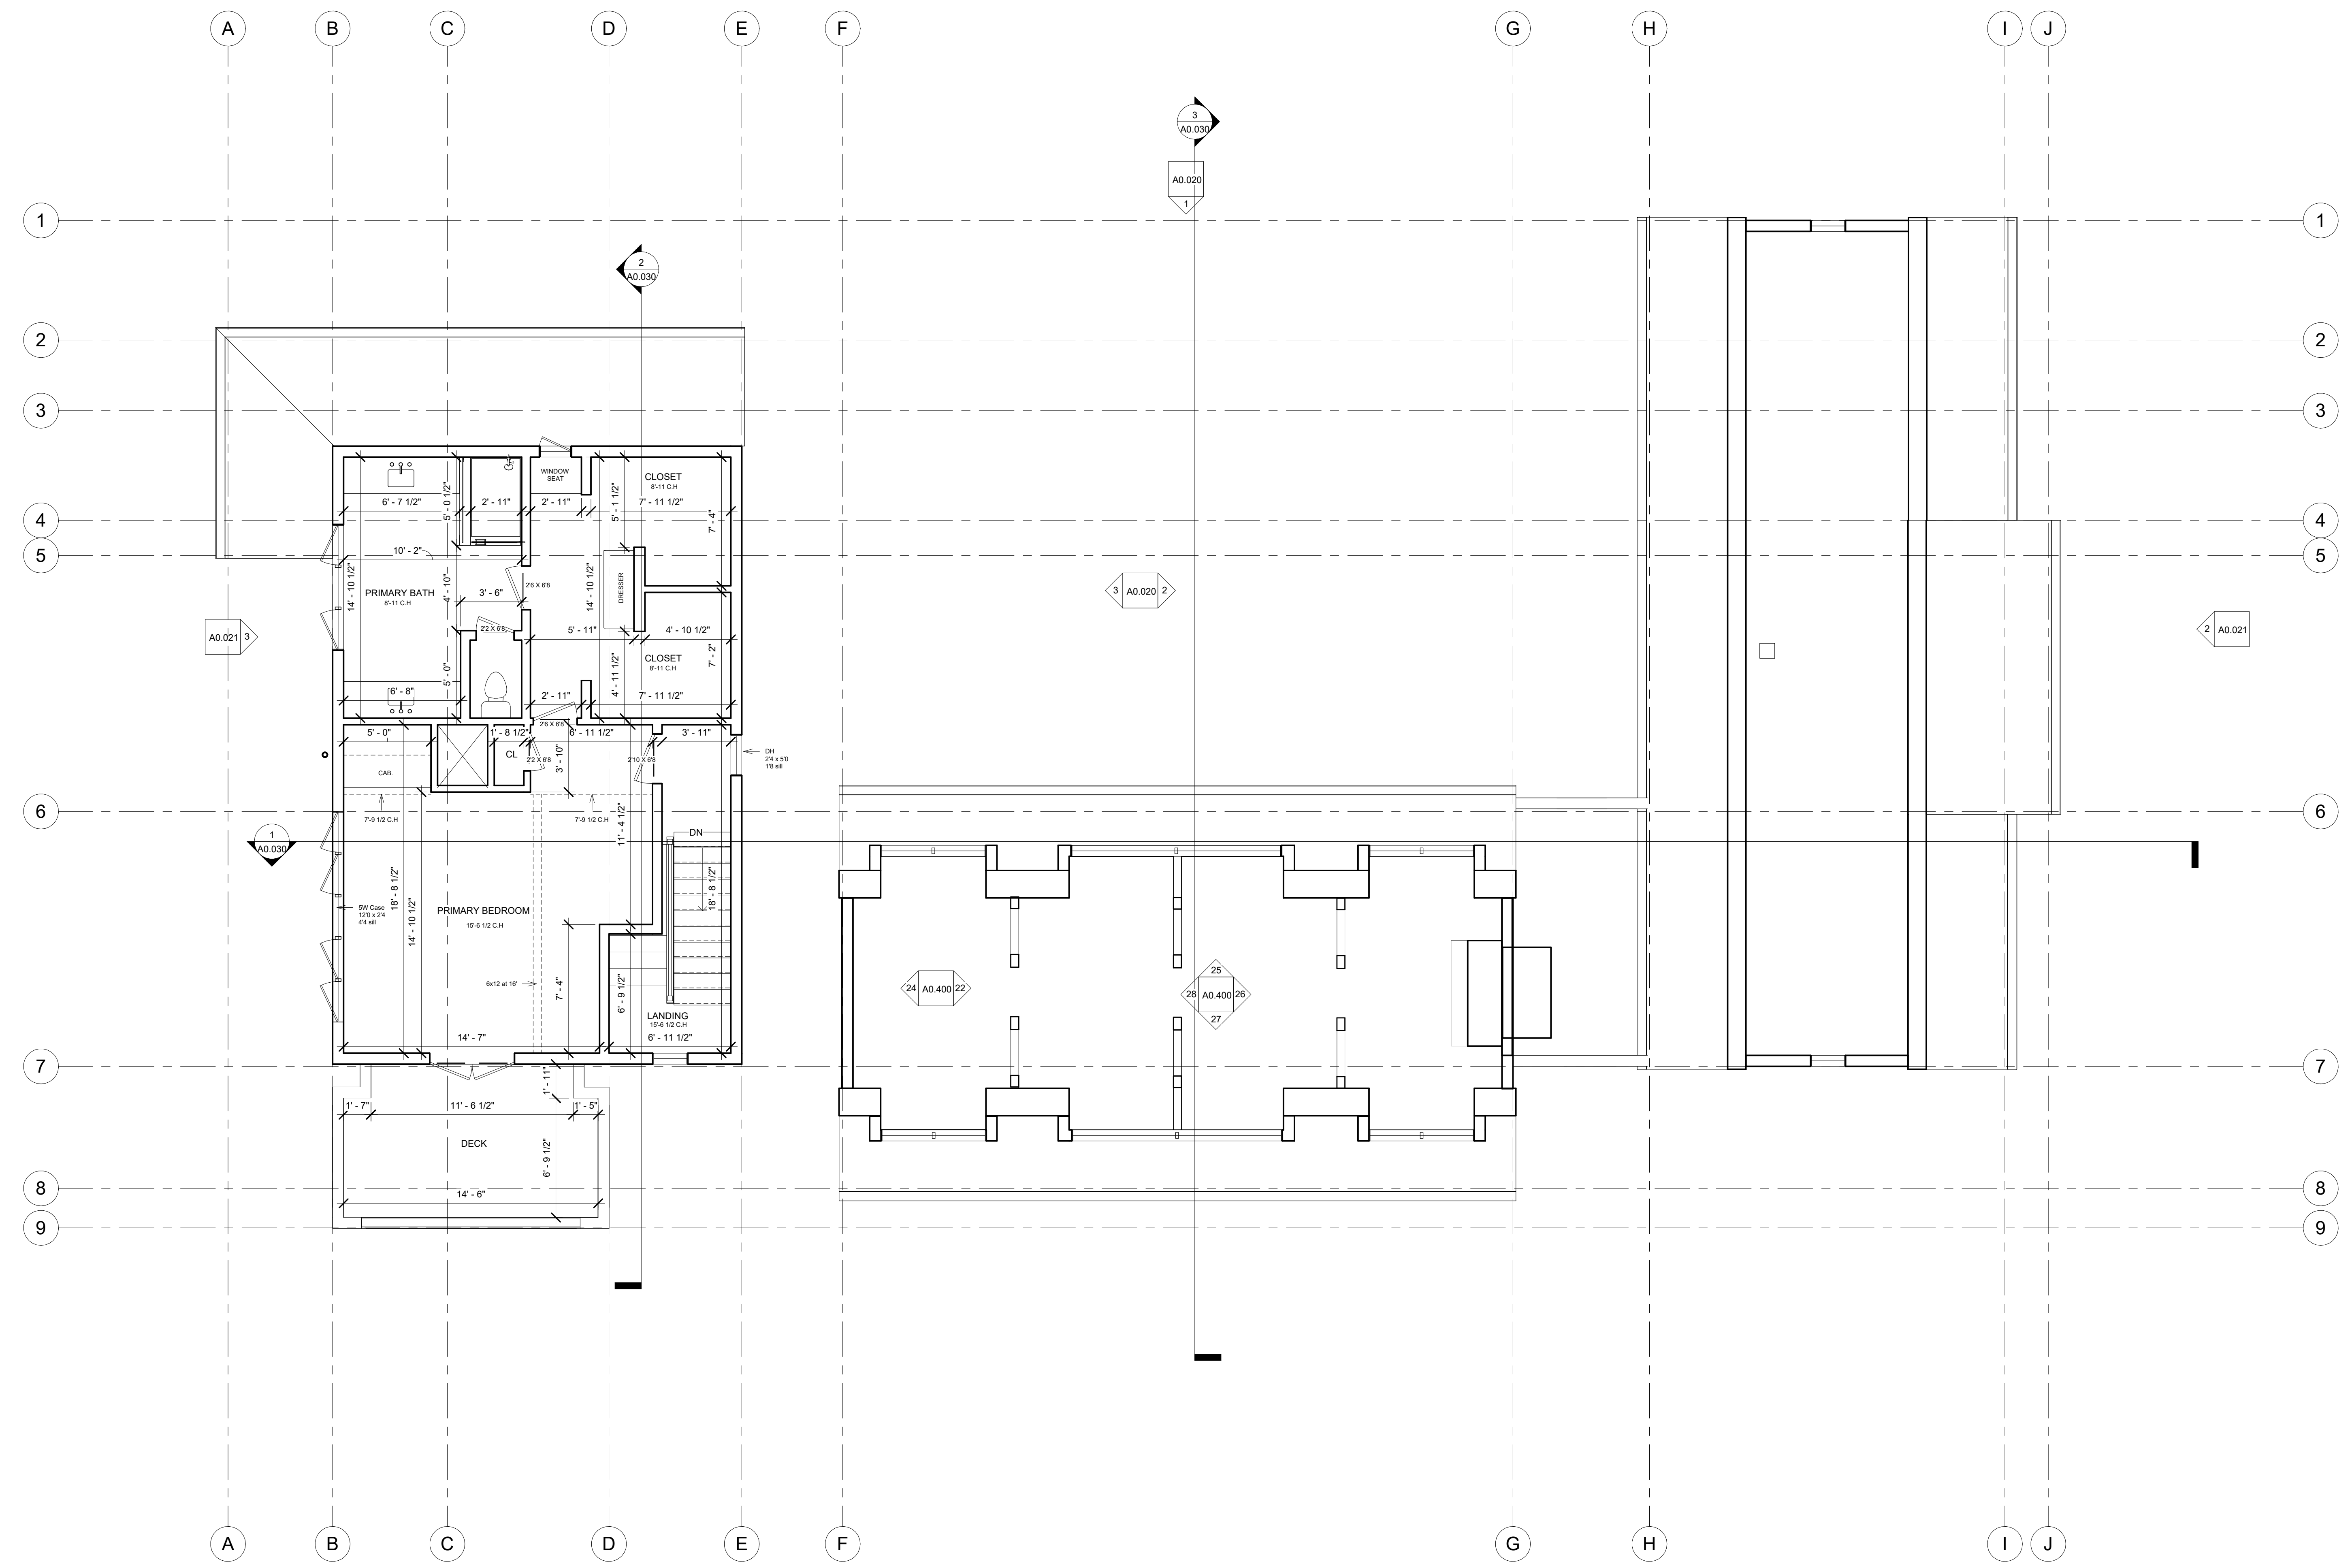 A B C D E F G H I J
3
A0.030
A0.020
1
1 1
2
A0.030
2 2
3 3
WINDOW
SEAT
CLOSET
8'-11 C.H
6' - 7 1/2"
5' - 0 1/2"
2' - 11"
2' - 11"
5' - 1 1/2"
7' - 11 1/2"
7' - 4"
4 4
5 5
10' - 2"
14' - 10 1/2"
PRIMARY BATH
8'-11 C.H
4' - 10"
3' - 6"
2'6 X 6'8
14' - 10 1/2"
DRESSER
3 A0.020 2
2'2 X 6'8
5' - 11"
4' - 10 1/2"
A0.021 3
2 A0.021
CLOSET
8'-11 C.H
7' - 2"
5' - 0"
4' - 11 1/2"
6' - 8"
2' - 11"
7' - 11 1/2"
2'6 X 6'8
5' - 0"
1' - 8 1/2"
6' - 11 1/2"
3' - 11"
CL
2'2 X 6'8
3' - 10"
2'10 X 6'8
DH
2'4 x 5'0
1'8 sill
CAB.
6 6
7'-9 1/2 C.H
7'-9 1/2 C.H
11' - 4 1/2"
DN
1
A0.030
18' - 8 1/2"
14' - 10 1/2"
18' - 8 1/2"
5W Case
12'0 x 2'4
4'4 sill
PRIMARY BEDROOM
15'-6 1/2 C.H
6x12 at 16'
7' - 4"
6' - 9 1/2"
24 A0.400 22
25
28 A0.400 26
27
LANDING
15'-6 1/2 C.H
14' - 7"
6' - 11 1/2"
7 7
1' - 11"
1' - 7"
11' - 6 1/2"
1' - 5"
DECK
6' - 9 1/2"
14' - 6"
8 8
9 9
A B C D E F G H I J